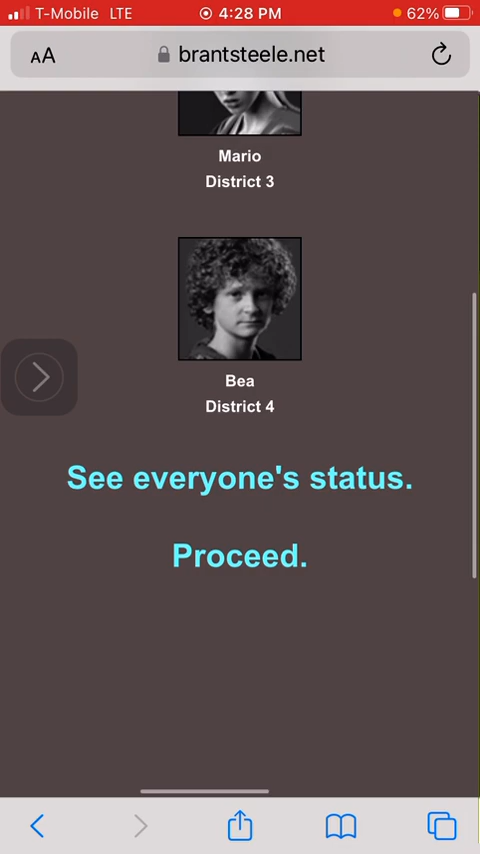 T-Mobile LTE 4:28 PM 62%
AA brantsteele.net
Mario
District 3
Bea
District 4
See everyone's status.
Proceed.